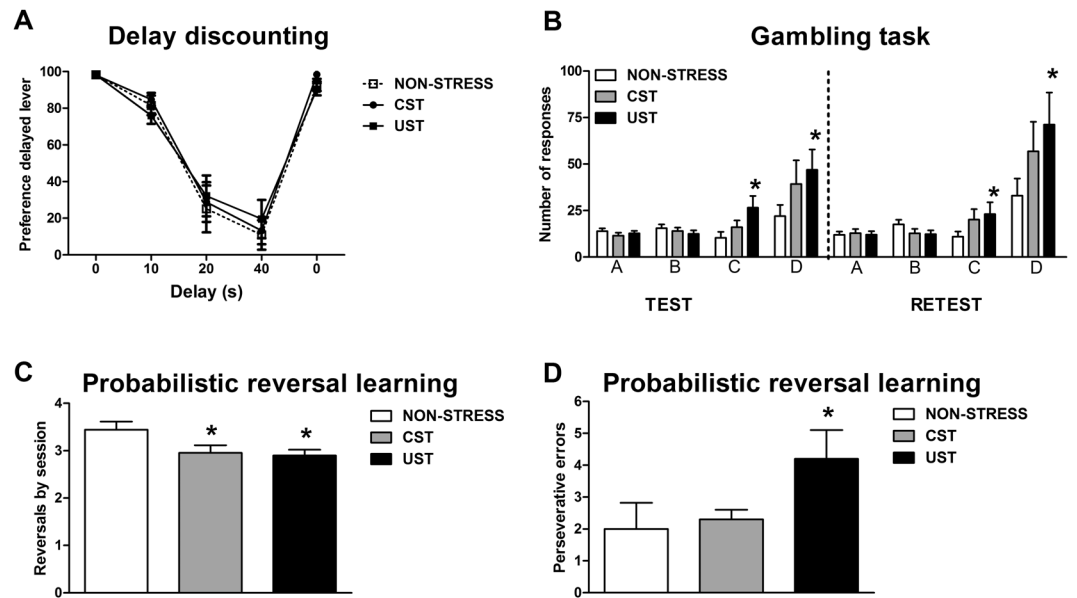 A
Delay discounting
Preference delayed lever
100
80
60
40
20
0
0 10 20 40 0
Delay (s)
NON-STRESS
CST
UST
B
Gambling task
Number of responses
100
75
50
25
0
NON-STRESS
CST
UST
* * * *
A B C D A B C D
TEST RETEST
C
Probabilistic reversal learning
Reversals by session
4
3
2
1
0
* *
NON-STRESS
CST
UST
D
Probabilistic reversal learning
Perseverative errors
6
5
4
3
2
1
0
*
NON-STRESS
CST
UST